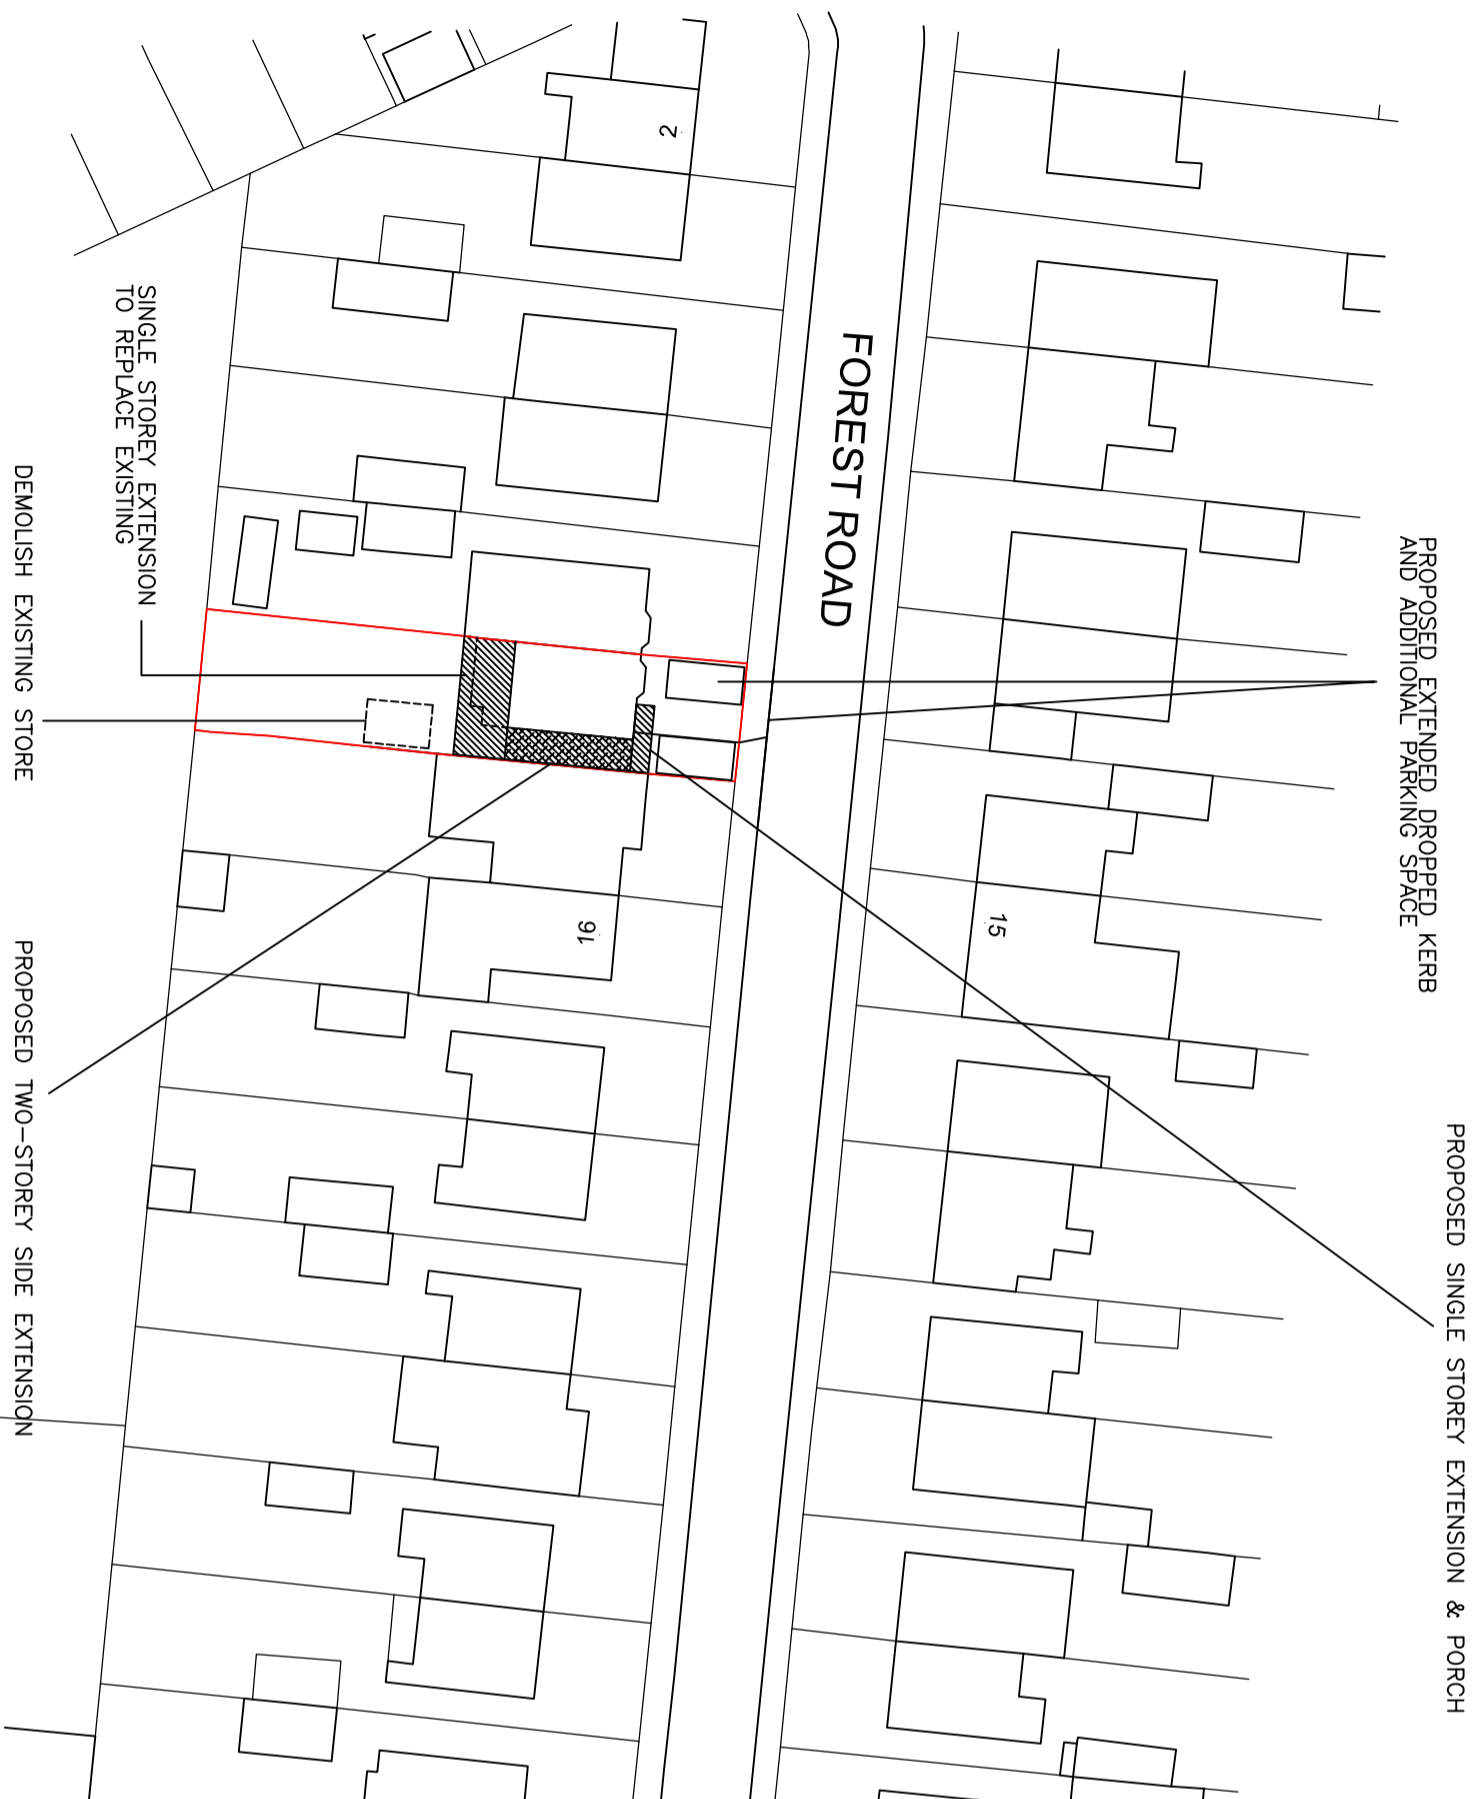 PROPOSED SINGLE STOREY EXTENSION & PORCH
PROPOSED EXTENDED DROPPED KERB
AND ADDITIONAL PARKING SPACE
15
FOREST ROAD
2
16
SINGLE STOREY EXTENSION
TO REPLACE EXISTING
DEMOLISH EXISTING STORE
PROPOSED TWO-STOREY SIDE EXTENSION